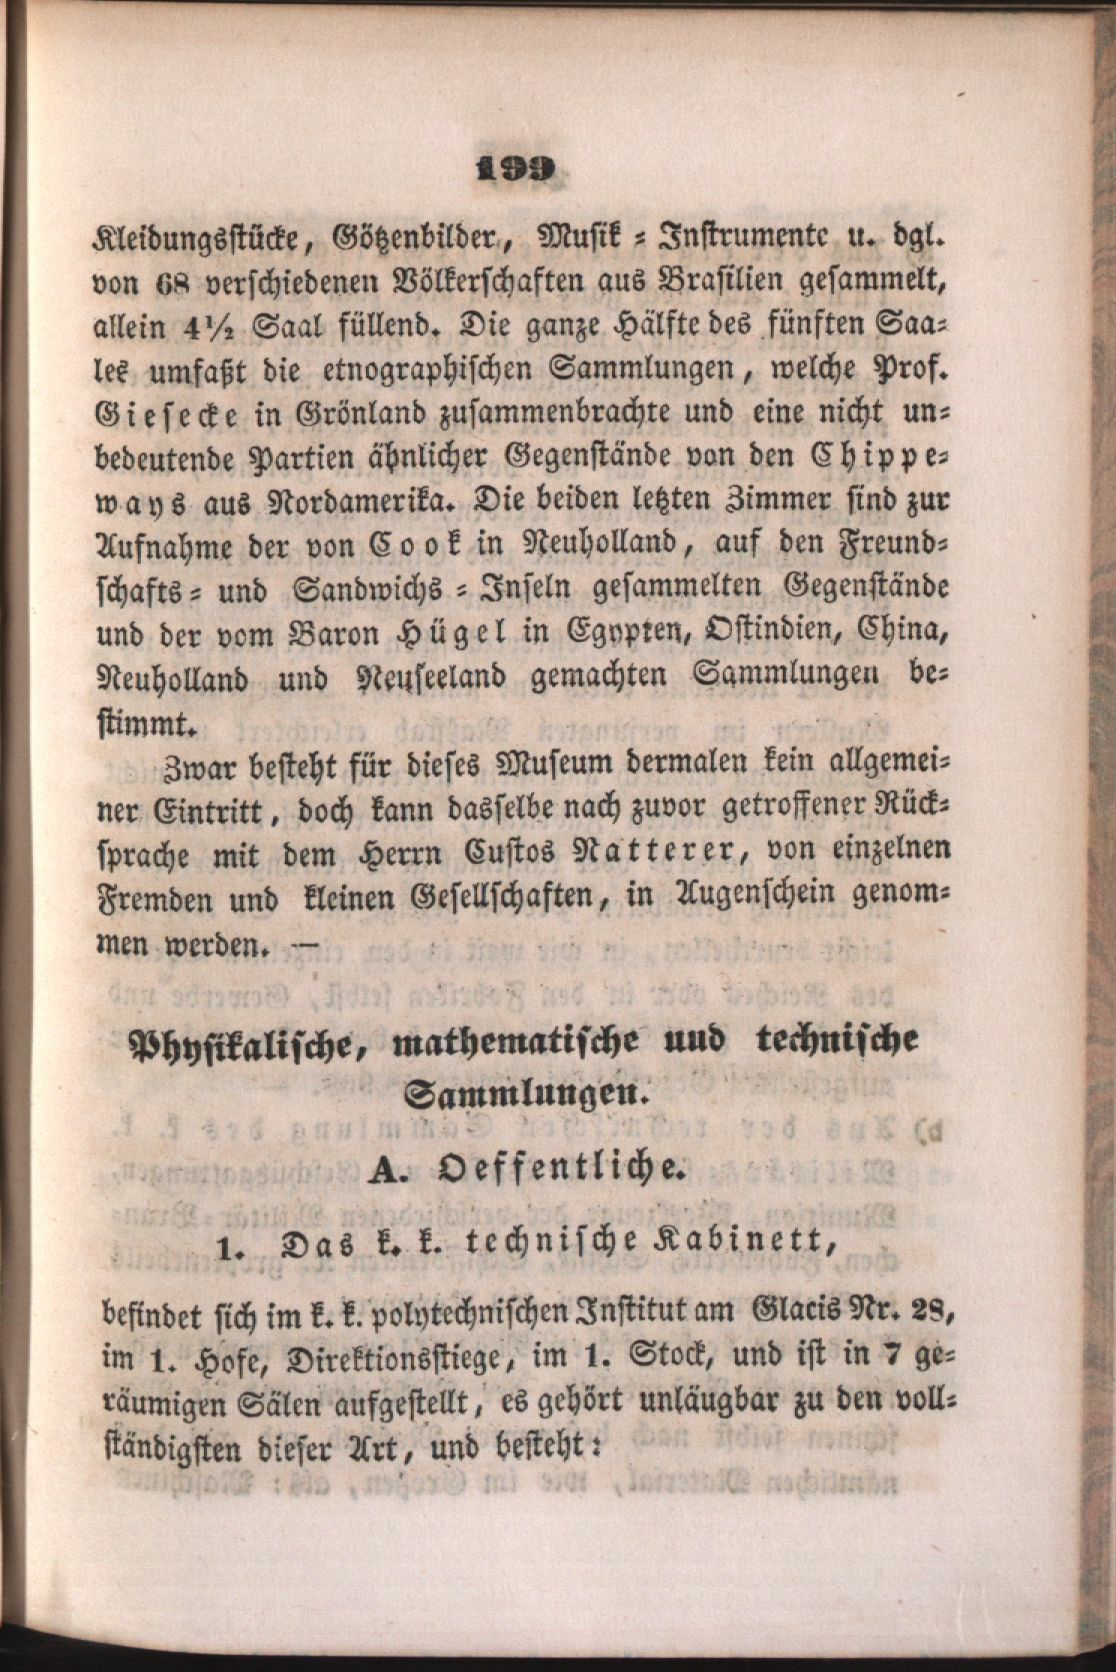 199
Kleidungsstücke, Götzenbilder, Musik = Instrumente u. dgl.
von 68 verschiedenen Völkerschaften aus Brasilien gesammelt,
allein 4½ Saal füllend. Die ganze Hälfte des fünften Saa=
les umfaßt die etnographischen Sammlungen, welche Prof.
Giesecke in Grönland zusammenbrachte und eine nicht un=
bedeutende Partien ähnlicher Gegenstände von den Chippe=
ways aus Nordamerika. Die beiden letzten Zimmer sind zur
Aufnahme der von Cook in Neuholland, auf den Freund=
schafts= und Sandwichs = Inseln gesammelten Gegenstände
und der vom Baron Hügel in Egypten, Ostindien, China,
Neuholland und Neuseeland gemachten Sammlungen be=
stimmt.
Zwar besteht für dieses Museum dermalen kein allgemei=
ner Eintritt, doch kann dasselbe nach zuvor getroffener Rück=
sprache mit dem Herrn Custos Natterer, von einzelnen
Fremden und kleinen Gesellschaften, in Augenschein genom=
men werden. —
Physikalische, mathematische und technische
Sammlungen.
A. Oeffentliche.
1. Das k. k. technische Kabinett,
befindet sich im k. k. polytechnischen Institut am Glacis Nr. 28,
im 1. Hofe, Direktionsstiege, im 1. Stock, und ist in 7 ge=
räumigen Sälen aufgestellt, es gehört unläugbar zu den voll=
ständigsten dieser Art, und besteht: